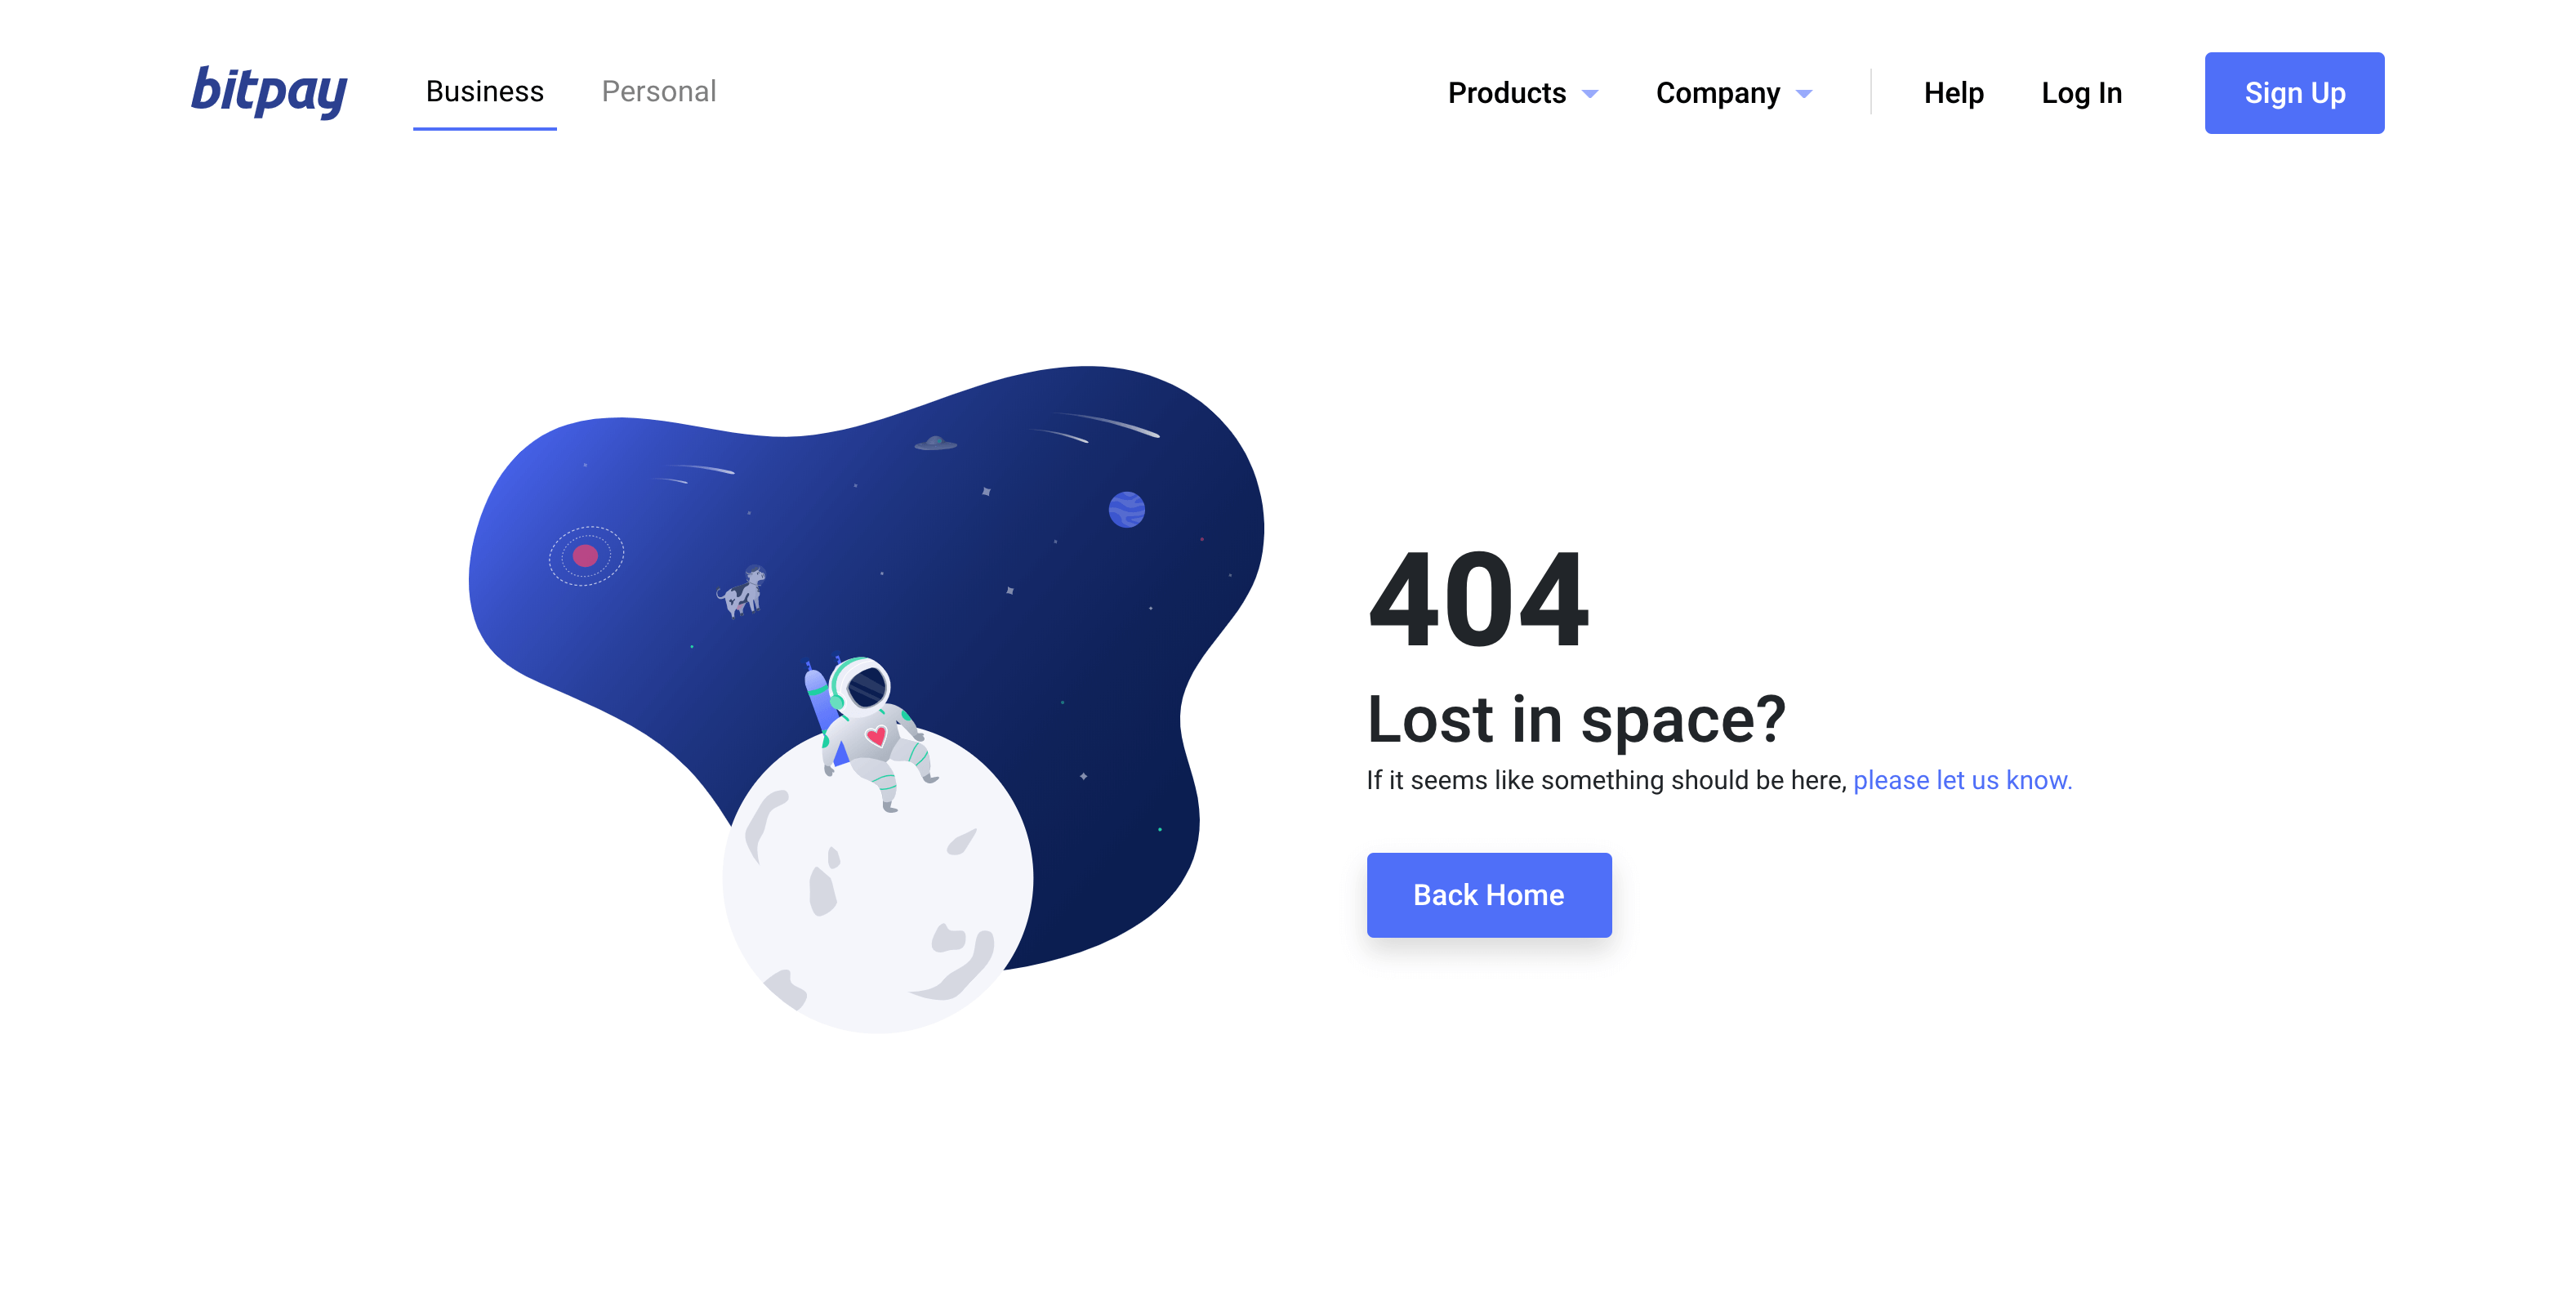 bitpay
Business
Personal
Products
Company
Help
Log In
Sign Up
404
Lost in space?
If it seems like something should be here, please let us know.
Back Home